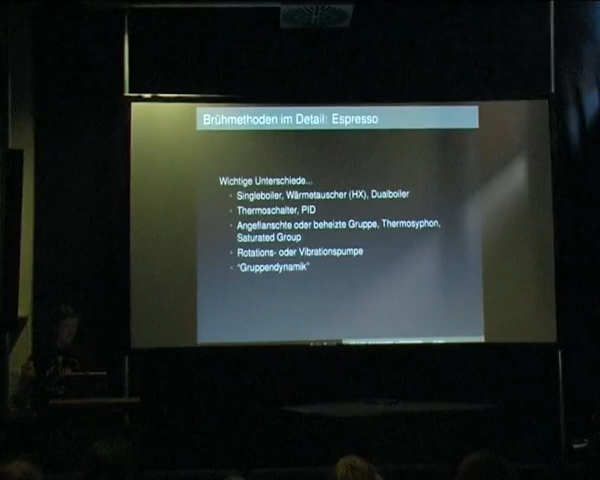 Brühmethoden im Detail: Espresso
Wichtige Unterschiede...
Singleboiler, Wärmetauscher (HX), Dualboiler
Thermoschalter, PID
Angeflanschte oder beheizte Gruppe, Thermosyphon,
Saturated Group
Rotations- oder Vibrationspumpe
"Gruppendynamik"